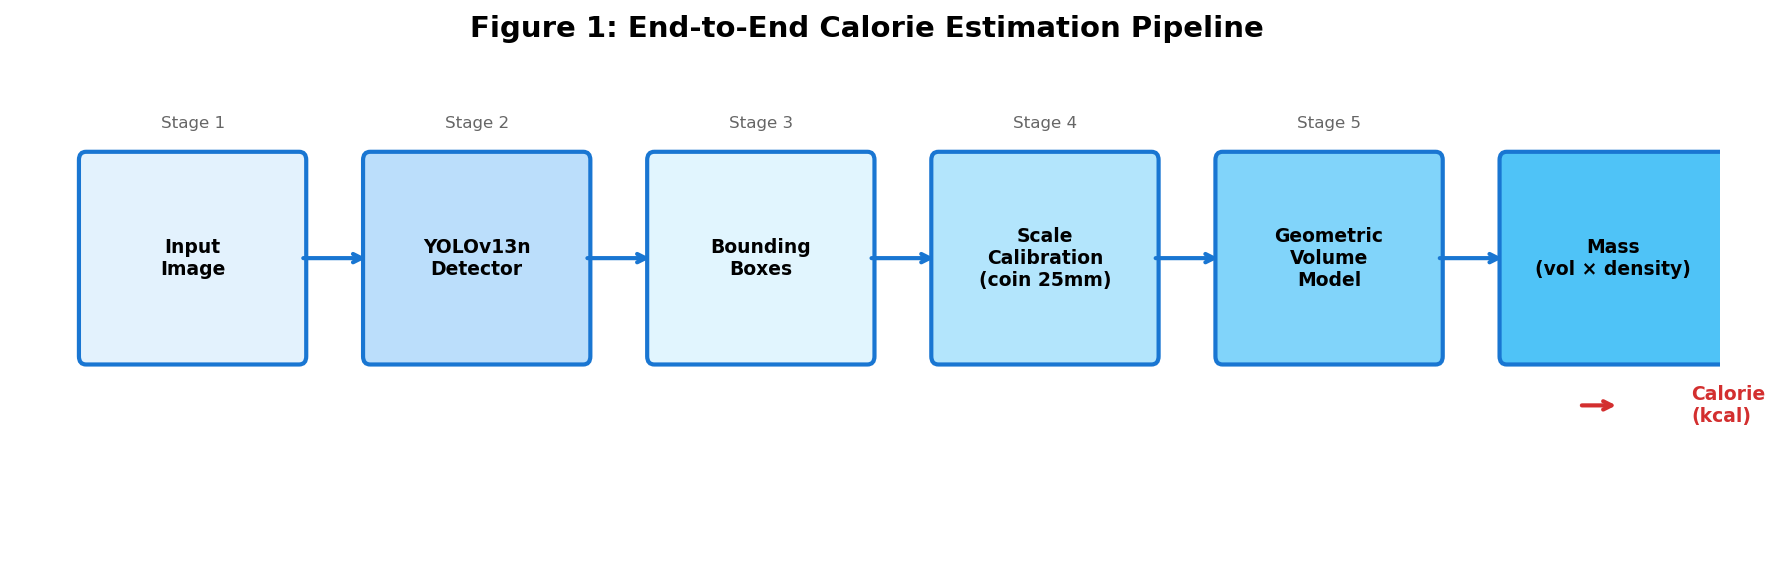 Figure 1: End-to-End Calorie Estimation Pipeline
Stage 1
Stage 2
Stage 3
Stage 4
Stage 5
Input
Image
YOLOv13n
Detector
Bounding
Boxes
Scale
Calibration
(coin 25mm)
Geometric
Volume
Model
Mass
(vol × density)
Calorie
(kcal)